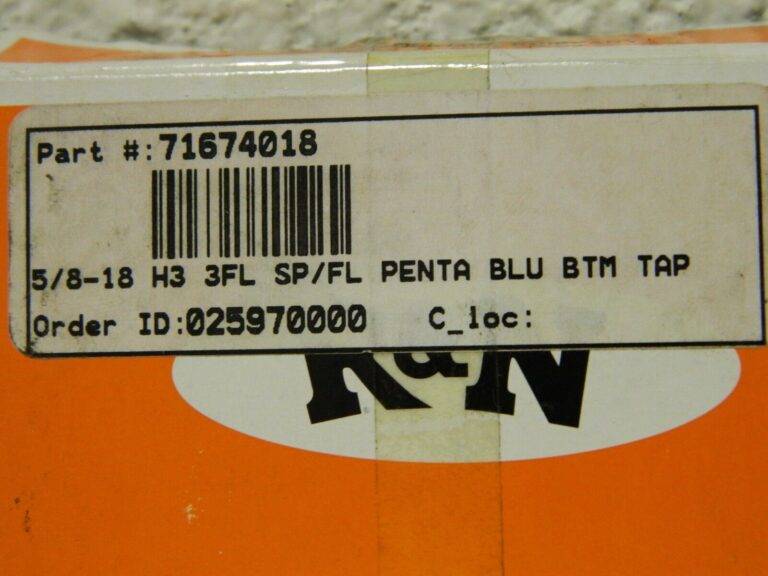 Part #:71674018
5/8-18 H3 3FL SP/FL PENTA BLU BTM TAP
Order ID:025970000 C_loc:
K&N